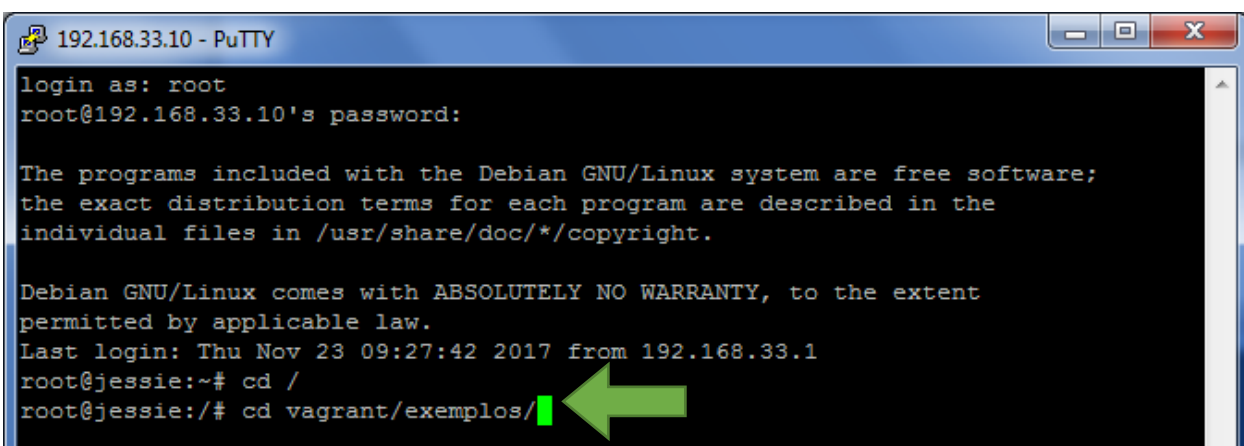 192.168.33.10 - PuTTY
login as: root
root@192.168.33.10's password:
The programs included with the Debian GNU/Linux system are free software;
the exact distribution terms for each program are described in the
individual files in /usr/share/doc/*/copyright.
Debian GNU/Linux comes with ABSOLUTELY NO WARRANTY, to the extent
permitted by applicable law.
Last login: Thu Nov 23 09:27:42 2017 from 192.168.33.1
root@jessie:~# cd /
root@jessie:/# cd vagrant/exemplos/